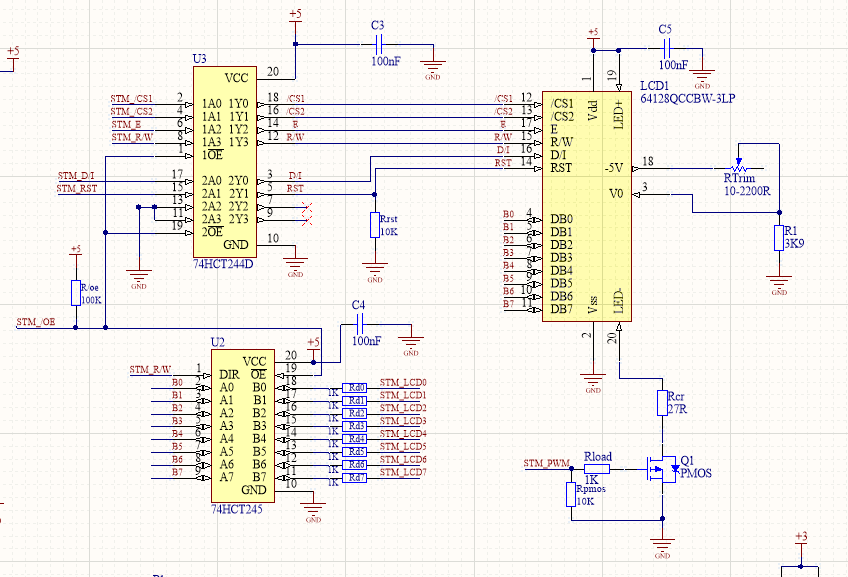 +5
+5
C3
100nF
GND
U3
VCC 20
STM_/CS1 2 1A0 1Y0 18 /CS1
STM_/CS2 4 1A1 1Y1 16 /CS2
STM_E 6 1A2 1Y2 14 E
STM_R/W 8 1A3 1Y3 12 R/W
1 1OE
STM_D/I 17 2A0 2Y0 3 D/I
STM_RST 15 2A1 2Y1 5 RST
13 2A2 2Y2 7
11 2A3 2Y3 9
19 2OE
GND 10
74HCT244D
GND
GND
Rrst
10K
GND
+5
C5
100nF
GND
LCD1
64128QCCBW-3LP
1 Vdd
19 LED+
/CS1 12 /CS1
/CS2 13 /CS2
E 17 E
R/W 15 R/W
D/I 16 D/I
RST 14 RST
-5V 18
V0 3
RTrim
10-2200R
R1
3K9
GND
B0 4 DB0
B1 5 DB1
B2 6 DB2
B3 7 DB3
B4 8 DB4
B5 9 DB5
B6 10 DB6
B7 11 DB7
Vss 2
LED- 20
GND
+5
R/oe
100K
STM_/OE
C4
100nF
GND
U2
+5
VCC 20
STM_R/W 1 DIR OE 19
B0 2 A0 B0 18 1K Rd0 STM_LCD0
B1 3 A1 B1 17 1K Rd1 STM_LCD1
B2 4 A2 B2 16 1K Rd2 STM_LCD2
B3 5 A3 B3 15 1K Rd3 STM_LCD3
B4 6 A4 B4 14 1K Rd4 STM_LCD4
B5 7 A5 B5 13 1K Rd5 STM_LCD5
B6 8 A6 B6 12 1K Rd6 STM_LCD6
B7 9 A7 B7 11 1K Rd7 STM_LCD7
GND 10
74HCT245
GND
Rcr
27R
STM_PWM
Rload
1K
Rpmos
10K
Q1
PMOS
GND
+3